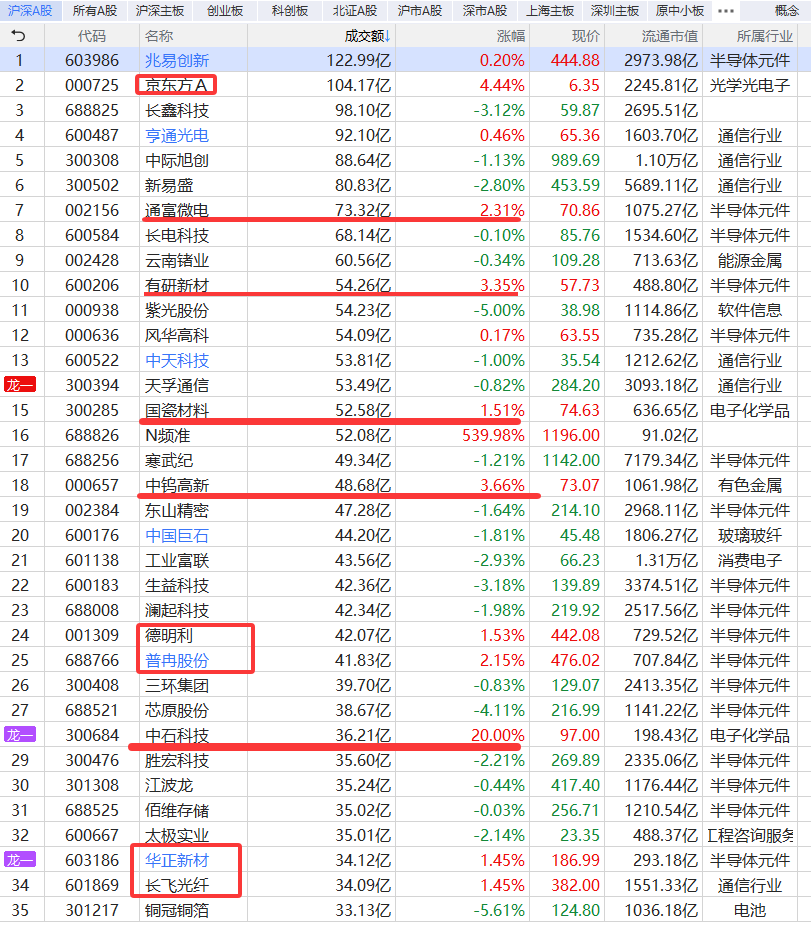 沪深A股 所有A股 沪深主板 创业板 科创板 北证A股 沪市A股 深市A股 上海主板 深圳主板 原中小板 ••• 概念
代码 名称 成交额↓ 涨幅 现价 流通市值 所属行业
1 603986 兆易创新 122.99亿 0.20% 444.88 2973.98亿 半导体元件
2 000725 京东方A 104.17亿 4.44% 6.35 2245.81亿 光学光电子
3 688825 长鑫科技 98.10亿 -3.12% 59.87 2695.51亿
4 600487 亨通光电 92.10亿 0.46% 65.36 1603.70亿 通信行业
5 300308 中际旭创 88.64亿 -1.13% 989.69 1.10万亿 通信行业
6 300502 新易盛 80.83亿 -2.80% 453.59 5689.11亿 通信行业
7 002156 通富微电 73.32亿 2.31% 70.86 1075.27亿 半导体元件
8 600584 长电科技 68.14亿 -0.10% 85.76 1534.60亿 半导体元件
9 002428 云南锗业 60.56亿 -0.34% 109.28 713.63亿 能源金属
10 600206 有研新材 54.26亿 3.35% 57.73 488.80亿 半导体元件
11 000938 紫光股份 54.23亿 -5.00% 38.98 1114.86亿 软件信息
12 000636 风华高科 54.09亿 0.17% 63.55 735.28亿 半导体元件
13 600522 中天科技 53.81亿 -1.00% 35.54 1212.62亿 通信行业
龙一 300394 天孚通信 53.49亿 -0.82% 284.20 3093.18亿 通信行业
15 300285 国瓷材料 52.58亿 1.51% 74.63 636.65亿 电子化学品
16 688826 N频准 52.08亿 539.98% 1196.00 91.02亿
17 688256 寒武纪 49.34亿 -1.21% 1142.00 7179.34亿 半导体元件
18 000657 中钨高新 48.68亿 3.66% 73.07 1061.98亿 有色金属
19 002384 东山精密 47.28亿 -1.64% 214.10 2968.11亿 半导体元件
20 600176 中国巨石 44.20亿 -1.81% 45.48 1806.27亿 玻璃玻纤
21 601138 工业富联 43.56亿 -2.93% 66.23 1.31万亿 消费电子
22 600183 生益科技 42.36亿 -3.18% 139.89 3374.51亿 半导体元件
23 688008 澜起科技 42.34亿 -1.98% 219.92 2517.56亿 半导体元件
24 001309 德明利 42.07亿 1.53% 442.08 729.52亿 半导体元件
25 688766 普冉股份 41.83亿 2.15% 476.02 707.84亿 半导体元件
26 300408 三环集团 39.70亿 -0.83% 129.07 2413.35亿 半导体元件
27 688521 芯原股份 38.67亿 -4.11% 216.99 1141.22亿 半导体元件
龙一 300684 中石科技 36.21亿 20.00% 97.00 198.43亿 电子化学品
29 300476 胜宏科技 35.60亿 -2.21% 269.89 2335.06亿 半导体元件
30 301308 江波龙 35.24亿 -0.44% 417.40 1176.44亿 半导体元件
31 688525 佰维存储 35.02亿 -0.03% 256.71 1210.54亿 半导体元件
32 600667 太极实业 35.01亿 -2.14% 23.35 488.37亿 工程咨询服务
龙一 603186 华正新材 34.12亿 1.45% 186.99 293.18亿 半导体元件
34 601869 长飞光纤 34.09亿 1.45% 382.00 1551.33亿 通信行业
35 301217 铜冠铜箔 33.13亿 -5.61% 124.80 1036.18亿 电池